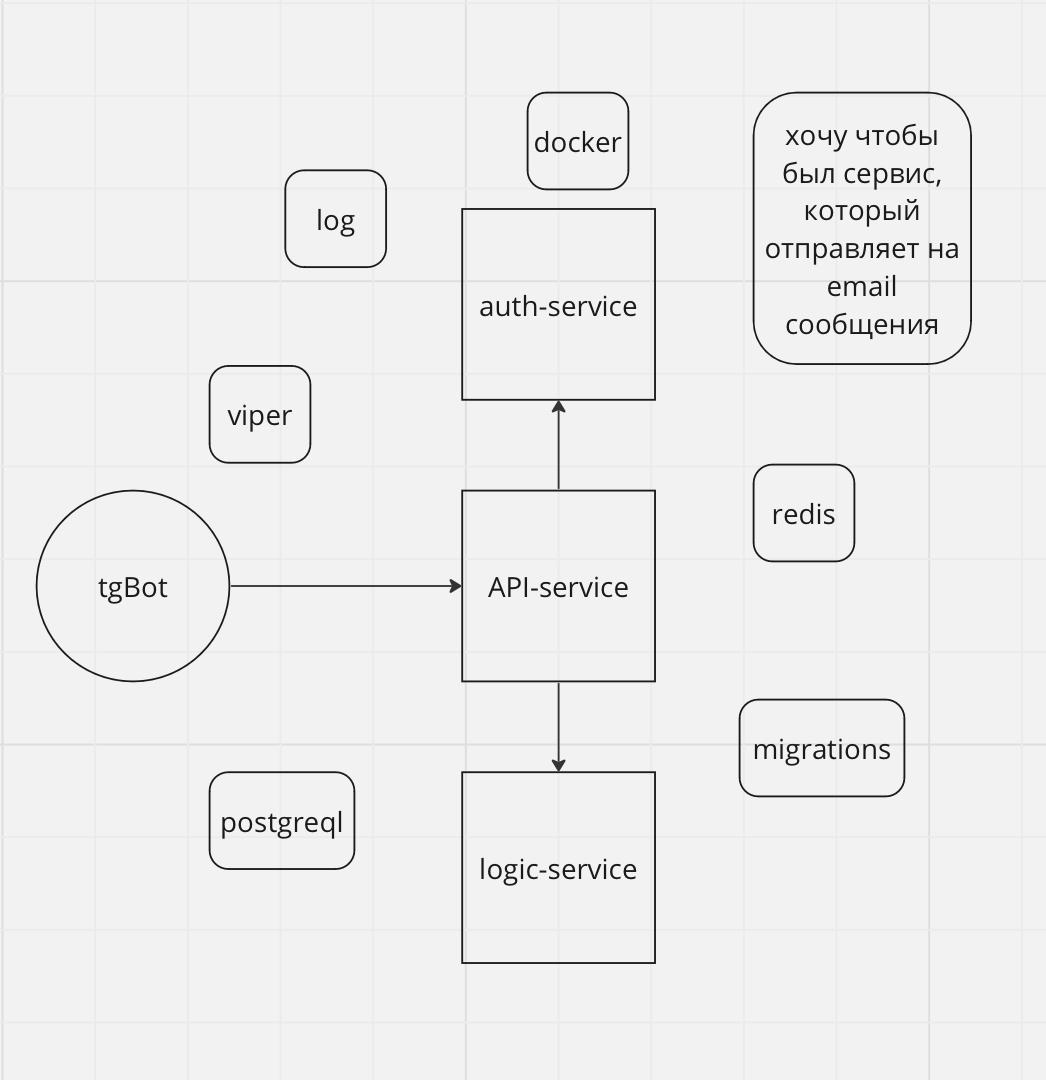 docker
хочу чтобы
был сервис,
который
отправляет на
email
сообщения
log
auth-service
viper
redis
tgBot
API-service
migrations
postgreql
logic-service